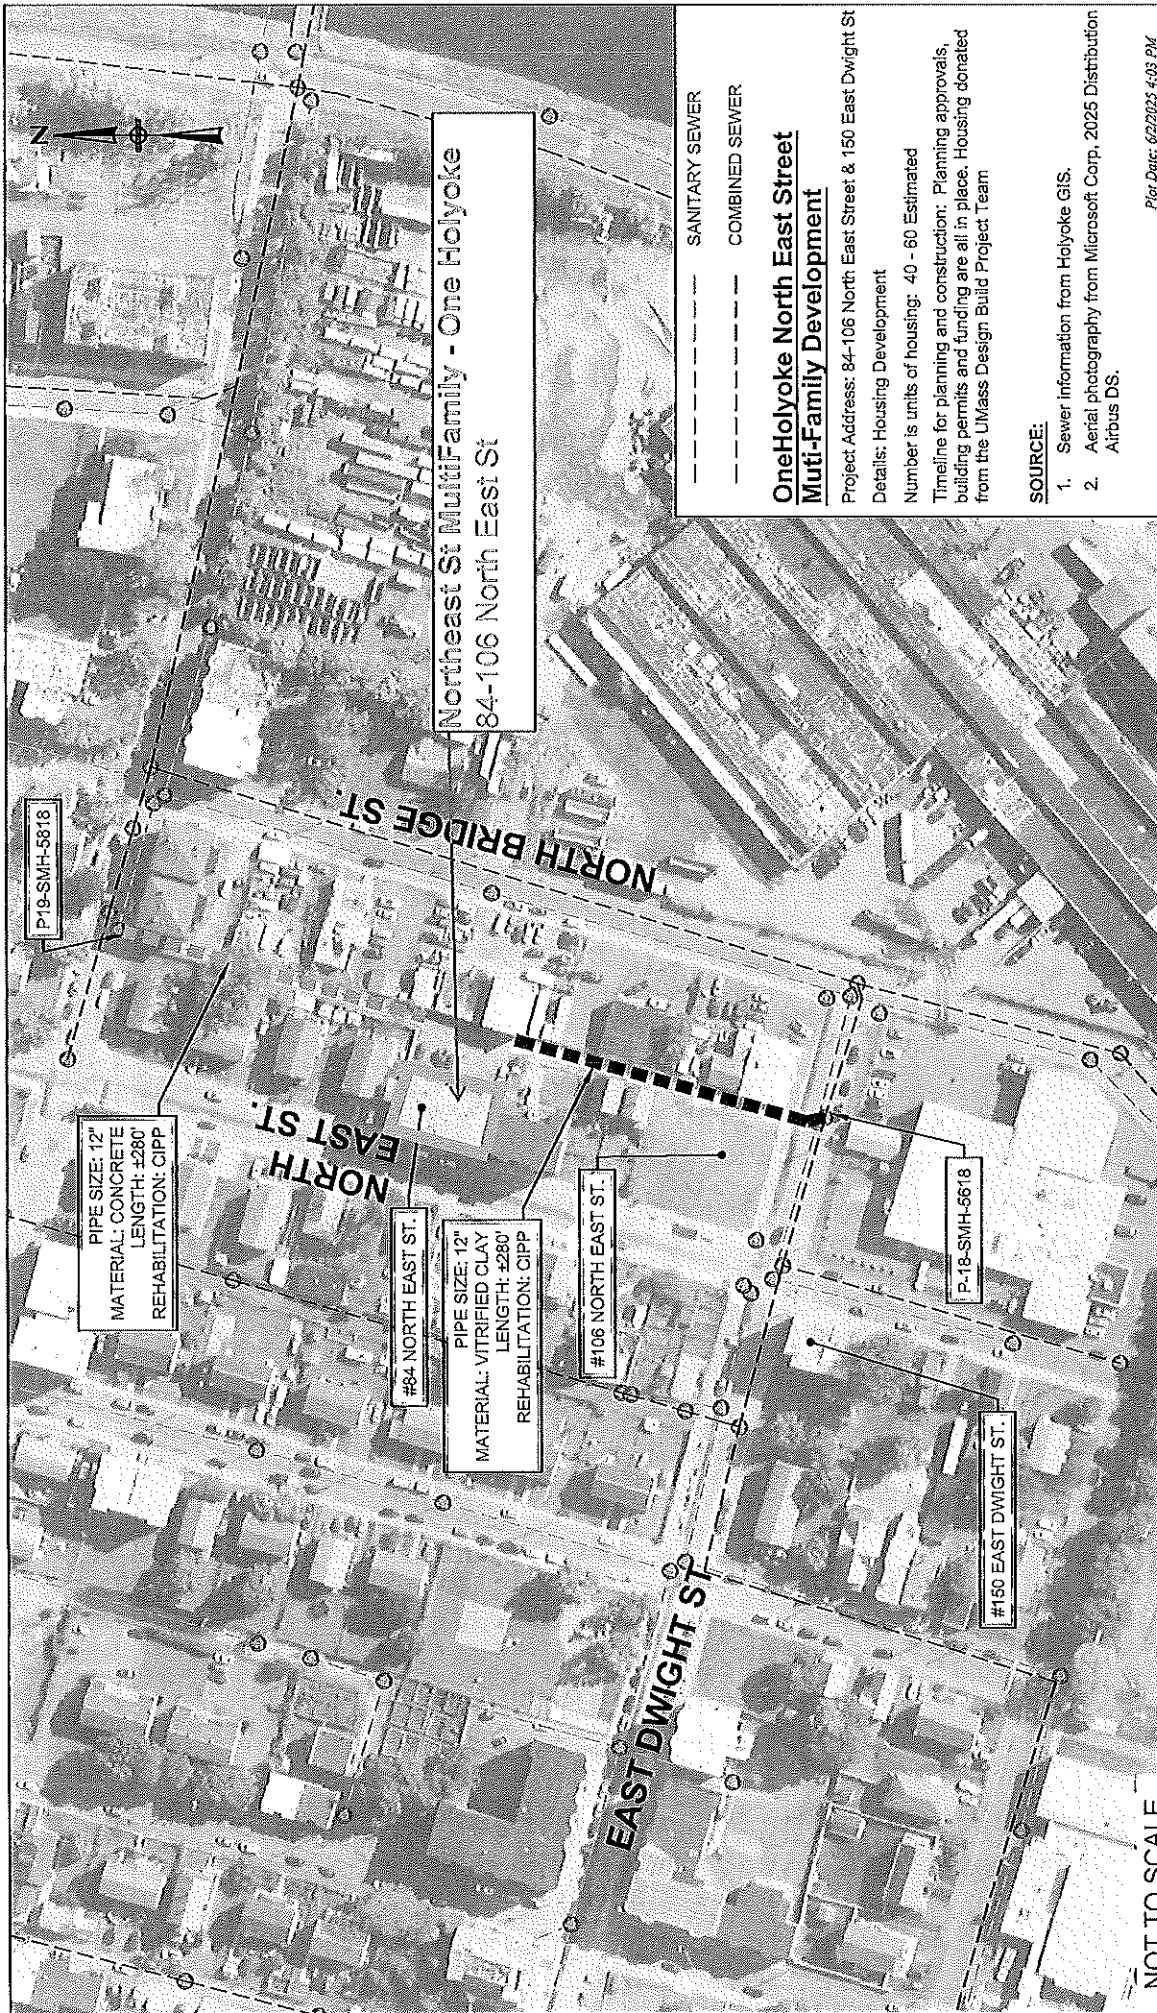 N
P19-SMH-5818
PIPE SIZE: 12"
MATERIAL: CONCRETE
LENGTH: ±280'
REHABILITATION: CIPP
NORTH
EAST ST.
#84 NORTH EAST ST.
PIPE SIZE: 12"
MATERIAL: VITRIFIED CLAY
LENGTH: ±280'
REHABILITATION: CIPP
#106 NORTH EAST ST.
NORTH BRIDGE ST.
Northeast St MultiFamily - One Holyoke
84-106 North East St
EAST DWIGHT ST
P-18-SMH-5618
#150 EAST DWIGHT ST.
NOT TO SCALE
SANITARY SEWER
COMBINED SEWER
OneHolyoke North East Street
Muti-Family Development
Project Address: 84-106 North East Street & 150 East Dwight St
Details: Housing Development
Number is units of housing: 40 - 60 Estimated
Timeline for planning and construction: Planning approvals,
building permits and funding are all in place. Housing donated
from the UMass Design Build Project Team
SOURCE:
1. Sewer information from Holyoke GIS.
2. Aerial photography from Microsoft Corp, 2025 Distribution
Airbus DS.
Plot Date: 6/2/2025 4:03 PM